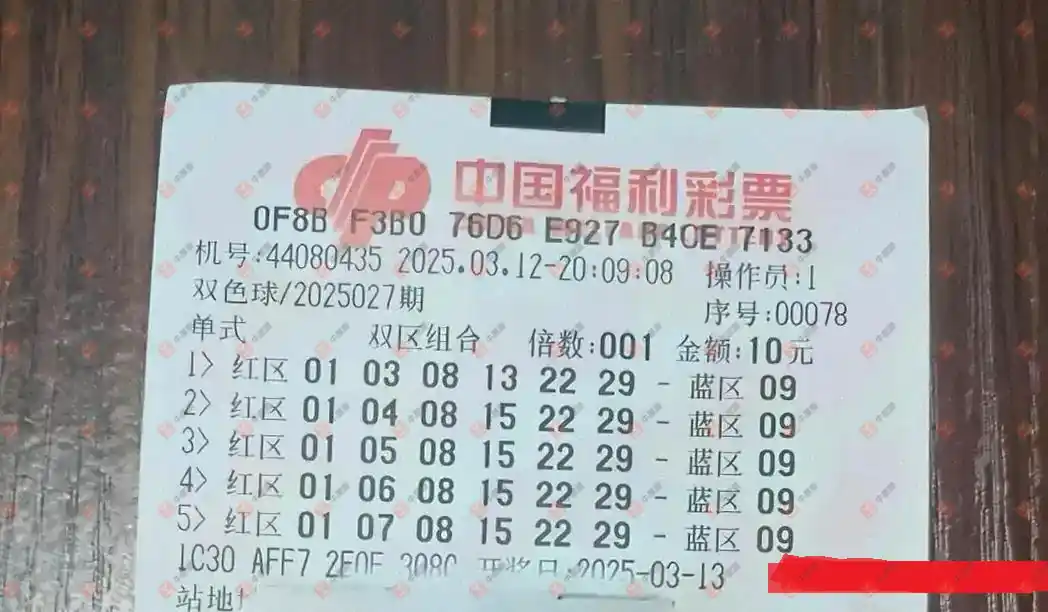 中国福利彩票
0F8B F3B0 76D6 E927 B4CE 7133
机号:44080435 2025.03.12-20:09:08 操作员:1
双色球/2025027期 序号:00078
单式 双区组合 倍数:001 金额:10元
1> 红区 01 03 08 13 22 29 - 蓝区 09
2> 红区 01 04 08 15 22 29 - 蓝区 09
3> 红区 01 05 08 15 22 29 - 蓝区 09
4> 红区 01 06 08 15 22 29 - 蓝区 09
5> 红区 01 07 08 15 22 29 - 蓝区 09
1C30 AFF7 2E0E 308C 开奖日:2025-03-13
站地